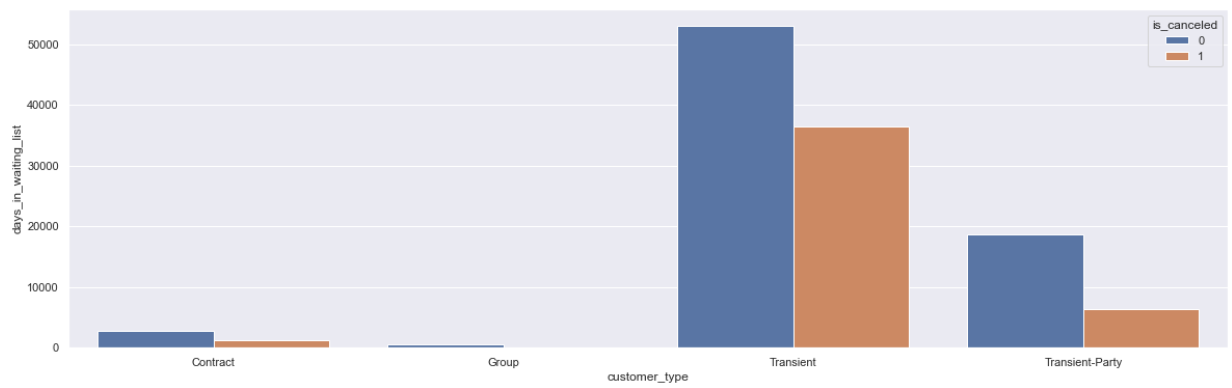 is_canceled
0
1
50000
40000
30000
20000
10000
0
days_in_waiting_list
Contract
Group
Transient
Transient-Party
customer_type